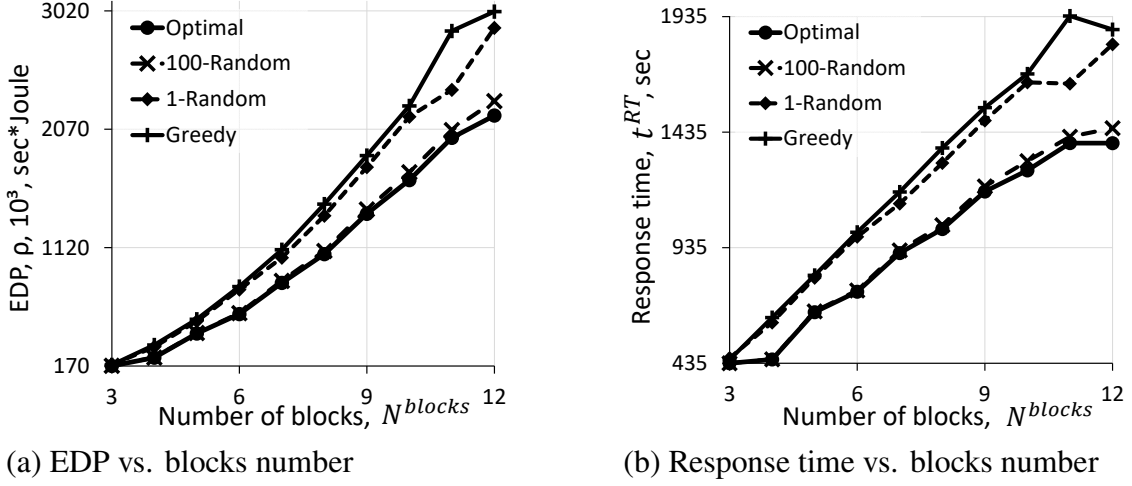 3020
2070
1120
170
EDP, ρ, 10³, sec*Joule
Optimal
100-Random
1-Random
Greedy
3 6 9 12
Number of blocks, N^blocks
(a) EDP vs. blocks number
1935
1435
935
435
Response time, t^RT, sec
Optimal
100-Random
1-Random
Greedy
3 6 9 12
Number of blocks, N^blocks
(b) Response time vs. blocks number